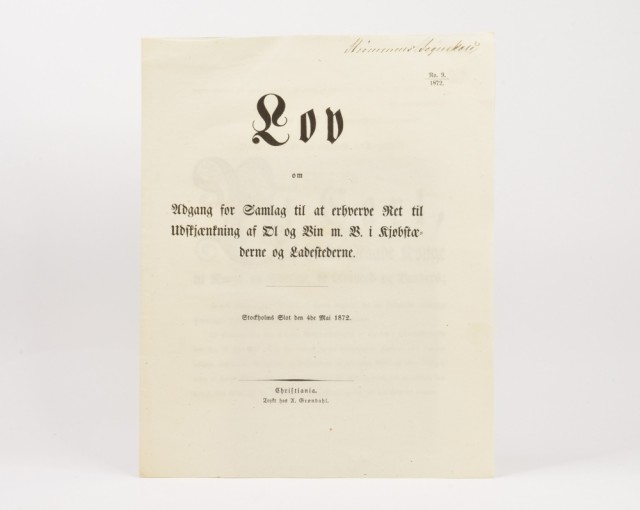 No. 9.
1872.
Lov
om
Adgang for Samlag til at erhverve Ret til
Udskjænkning af Øl og Vin m. V. i Kjøbstæ-
derne og Ladestederne.
Stockholms Slot den 4de Mai 1872.
Christiania.
Trykt hos J. Grøndahl.